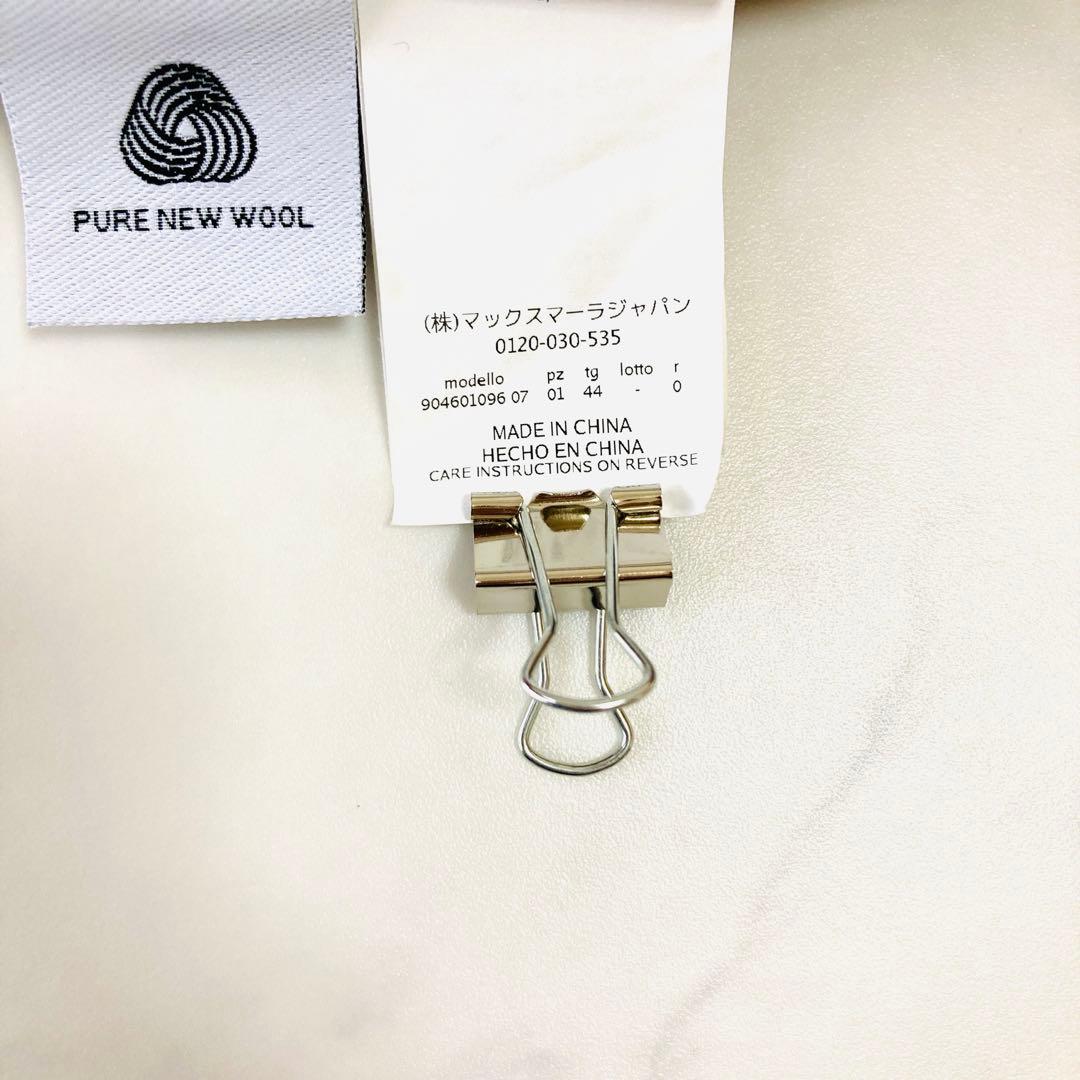 PURE NEW WOOL
(株)マックスマーラジャパン
0120-030-535
modello pz tg lotto r
904601096 07 01 44 - 0
MADE IN CHINA
HECHO EN CHINA
CARE INSTRUCTIONS ON REVERSE